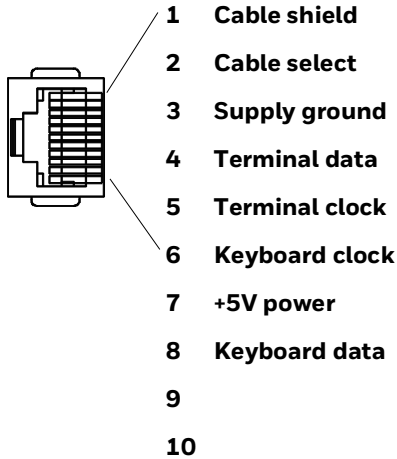 1 Cable shield
2 Cable select
3 Supply ground
4 Terminal data
5 Terminal clock
6 Keyboard clock
7 +5V power
8 Keyboard data
9
10